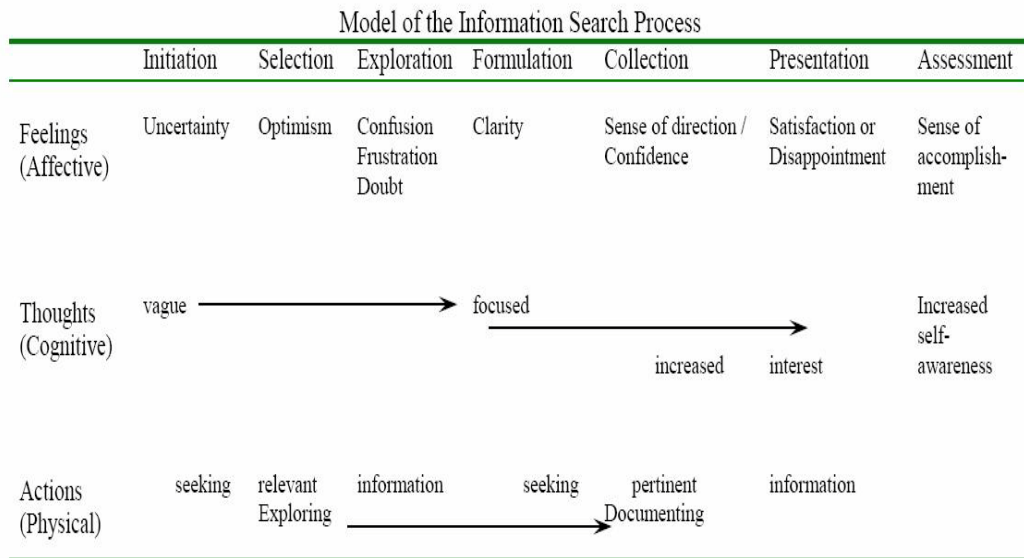 Model of the Information Search Process
Initiation Selection Exploration Formulation Collection Presentation Assessment
Feelings (Affective) Uncertainty Optimism Confusion Frustration Doubt Clarity Sense of direction / Confidence Satisfaction or Disappointment Sense of accomplish-ment
Thoughts (Cognitive) vague focused increased interest Increased self-awareness
Actions (Physical) seeking relevant information seeking pertinent information
Exploring Documenting